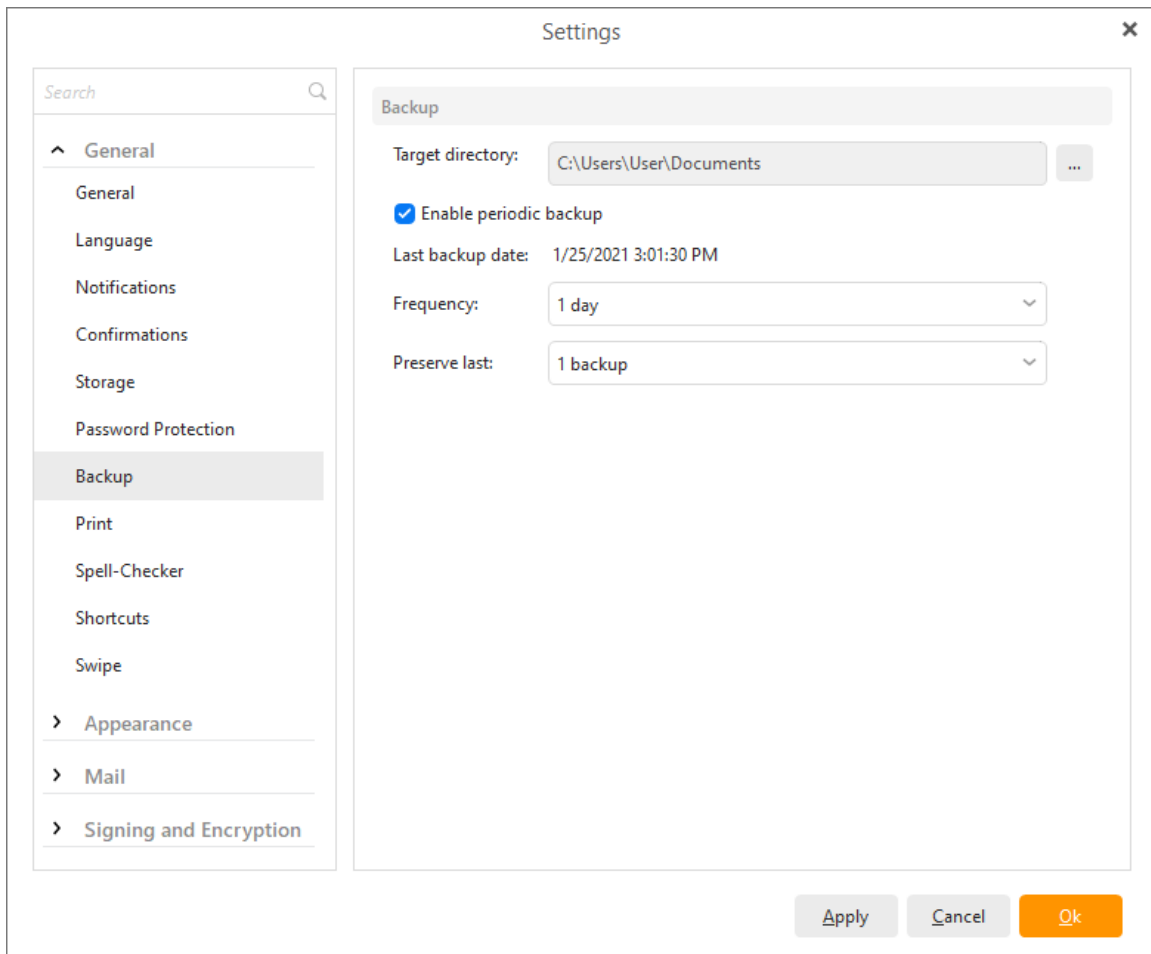 Settings
Search
General
General
Language
Notifications
Confirmations
Storage
Password Protection
Backup
Print
Spell-Checker
Shortcuts
Swipe
Appearance
Mail
Signing and Encryption
Backup
Target directory: C:\Users\User\Documents ...
Enable periodic backup
Last backup date: 1/25/2021 3:01:30 PM
Frequency: 1 day
Preserve last: 1 backup
Apply Cancel Ok